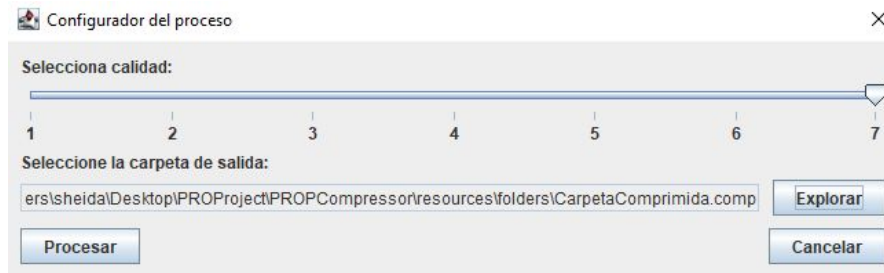 Configurador del proceso
Selecciona calidad:
1 2 3 4 5 6 7
Seleccione la carpeta de salida:
ers\sheida\Desktop\PROProject\PROPCompressor\resources\folders\CarpetaComprimida.comp Explorar
Procesar Cancelar